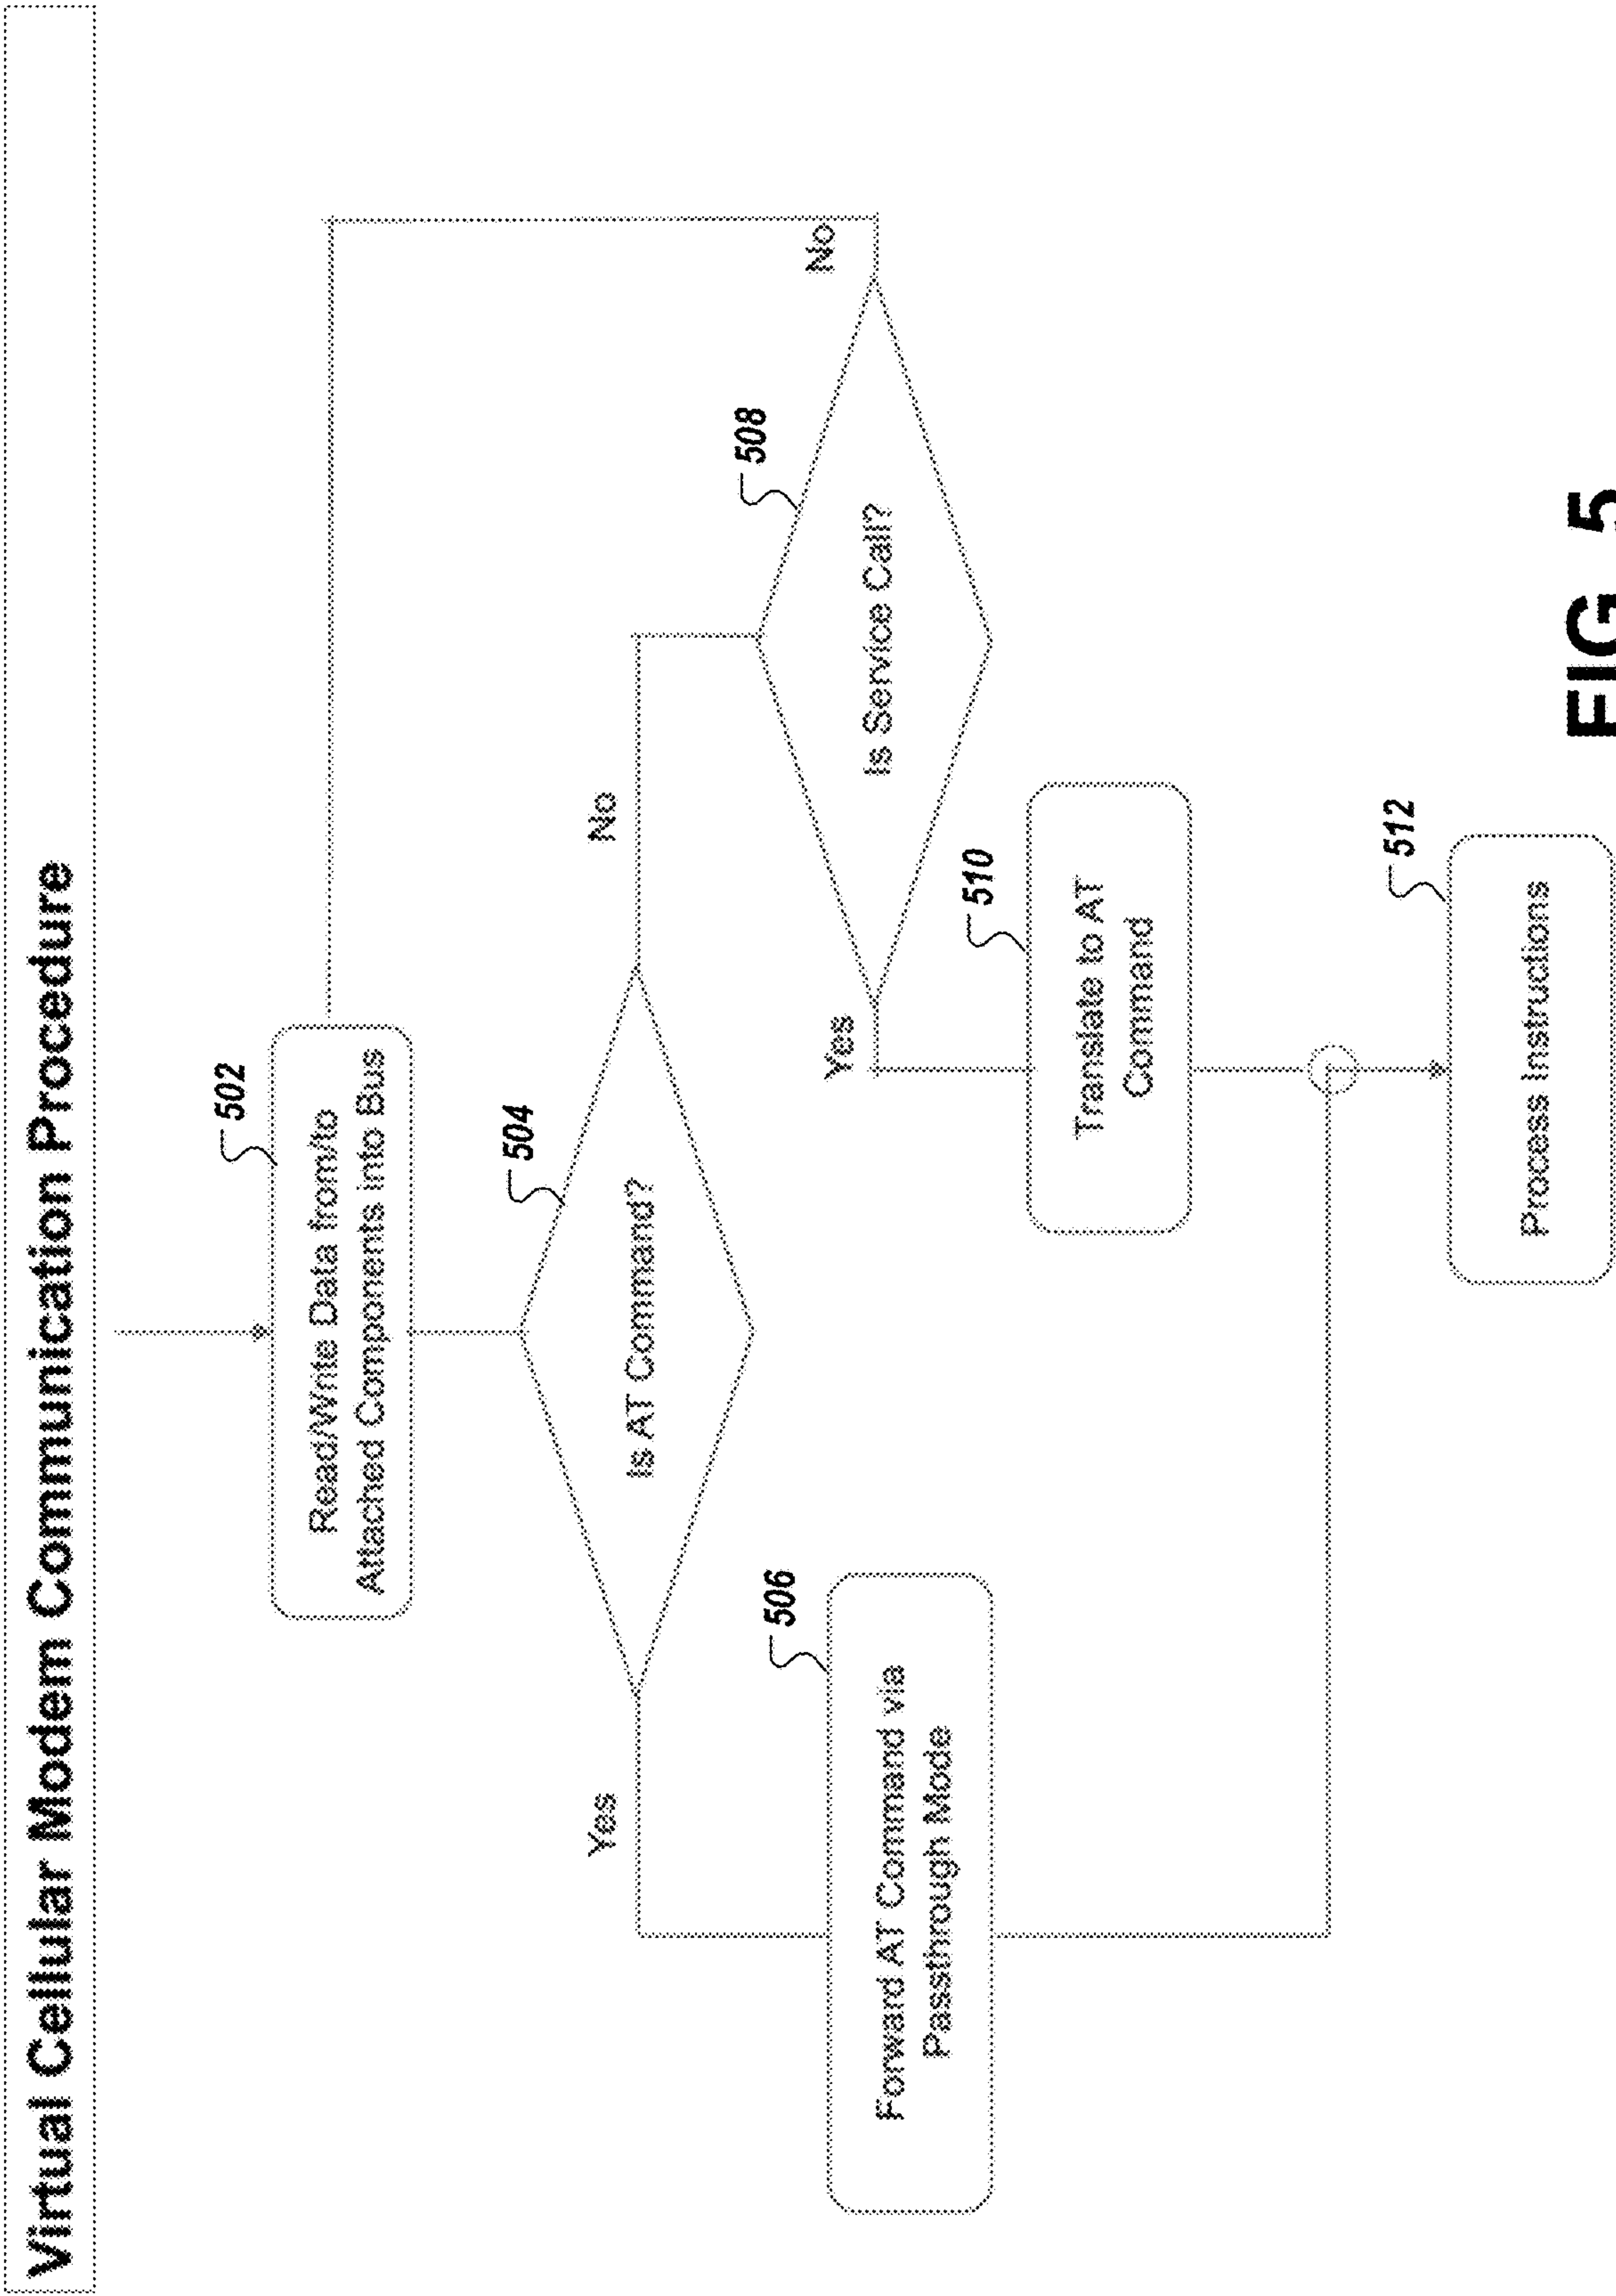 Virtual Cellular Modem Communication Procedure
502
Read/Write Data from/to
Attached Components into Bus
504
Is AT Command?
Yes
No
506
Forward AT Command via
Passthrough Mode
508
Is Service Call?
No
Yes
510
Translate to AT
Command
512
Process Instructions
FIG. 5